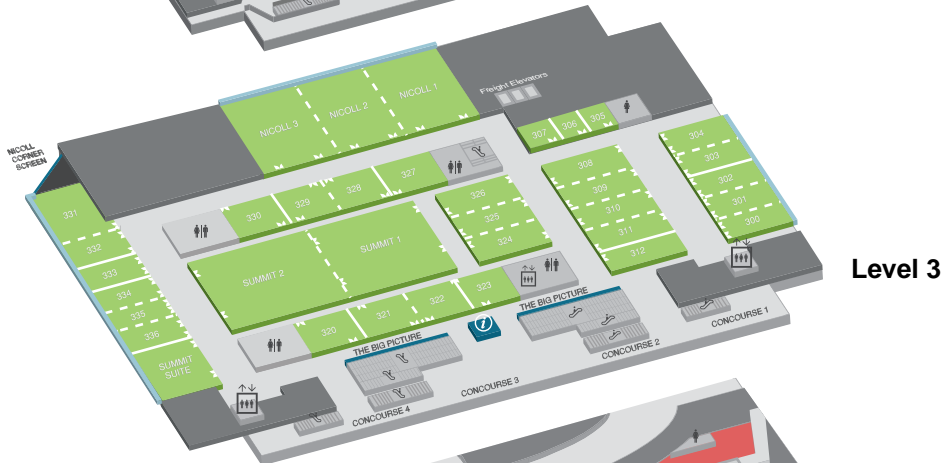 NICOLL 1
NICOLL 2
NICOLL 3
Freight Elevators
NICOLL
CORNER
SCREEN
307
306
305
304
303
302
301
300
308
309
310
311
312
327
328
329
330
326
325
324
SUMMIT 1
SUMMIT 2
331
332
333
334
335
336
SUMMIT
SUITE
320
321
322
323
THE BIG PICTURE
THE BIG PICTURE
i
CONCOURSE 1
CONCOURSE 2
CONCOURSE 3
CONCOURSE 4
Level 3